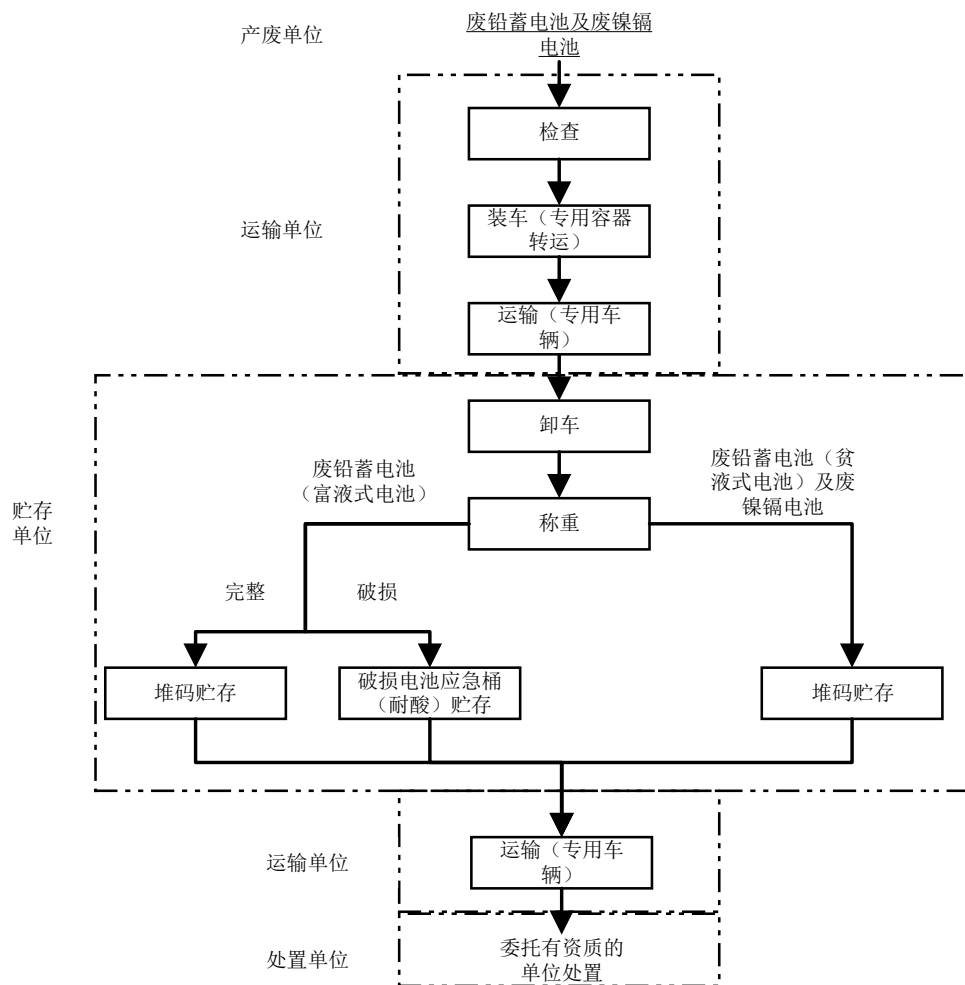 产废单位
废铅蓄电池及废镍镉
电池
检查
运输单位
装车（专用容器
转运）
运输（专用车
辆）
卸车
废铅蓄电池
（富液式电池）
废铅蓄电池（贫
液式电池）及废
镍镉电池
贮存
单位
称重
完整
破损
堆码贮存
破损电池应急桶
（耐酸）贮存
堆码贮存
运输单位
运输（专用车
辆）
处置单位
委托有资质的
单位处置